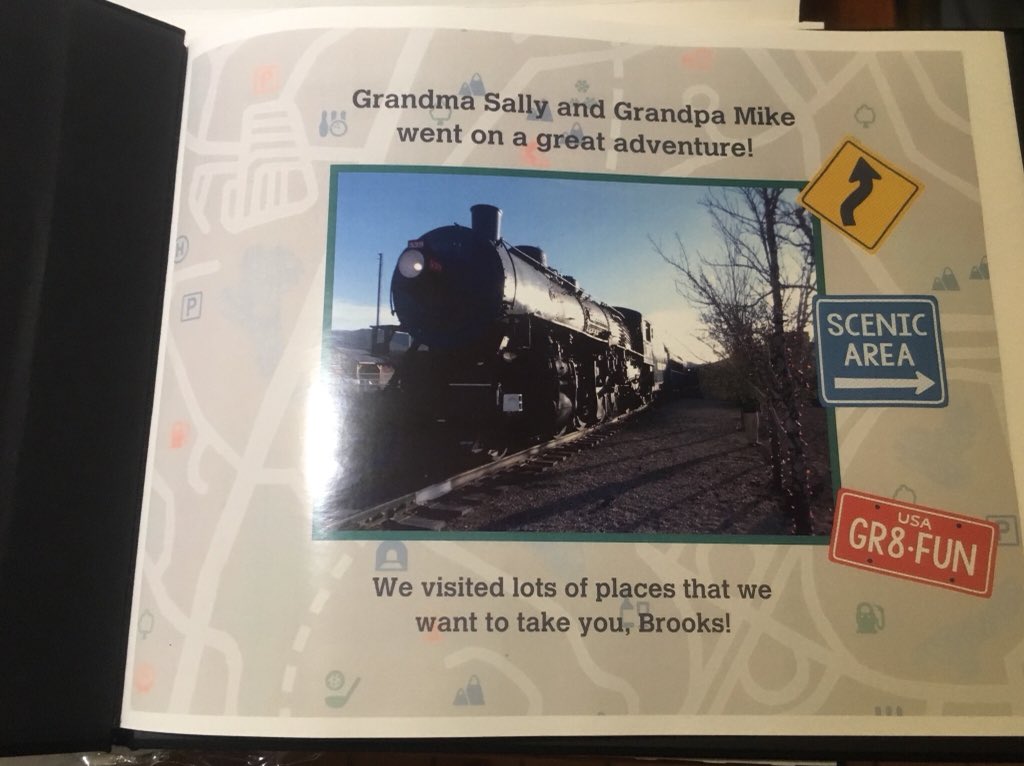 Grandma Sally and Grandpa Mike
went on a great adventure!
539
SCENIC
AREA
USA
GR8·FUN
H
P
P
We visited lots of places that we
want to take you, Brooks!